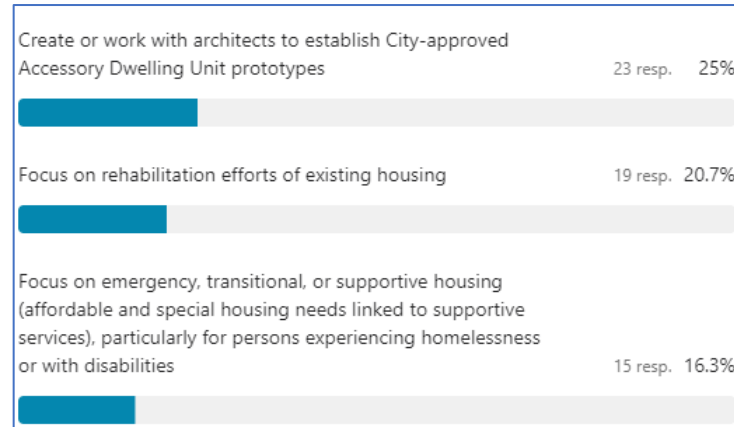 Create or work with architects to establish City-approved
Accessory Dwelling Unit prototypes 23 resp. 25%
Focus on rehabilitation efforts of existing housing 19 resp. 20.7%
Focus on emergency, transitional, or supportive housing
(affordable and special housing needs linked to supportive
services), particularly for persons experiencing homelessness
or with disabilities 15 resp. 16.3%